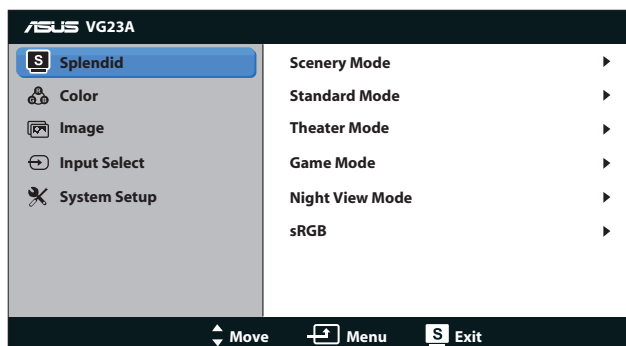 ASUS VG23A
S Splendid
Color
Image
Input Select
System Setup
Scenery Mode
Standard Mode
Theater Mode
Game Mode
Night View Mode
sRGB
Move Menu S Exit